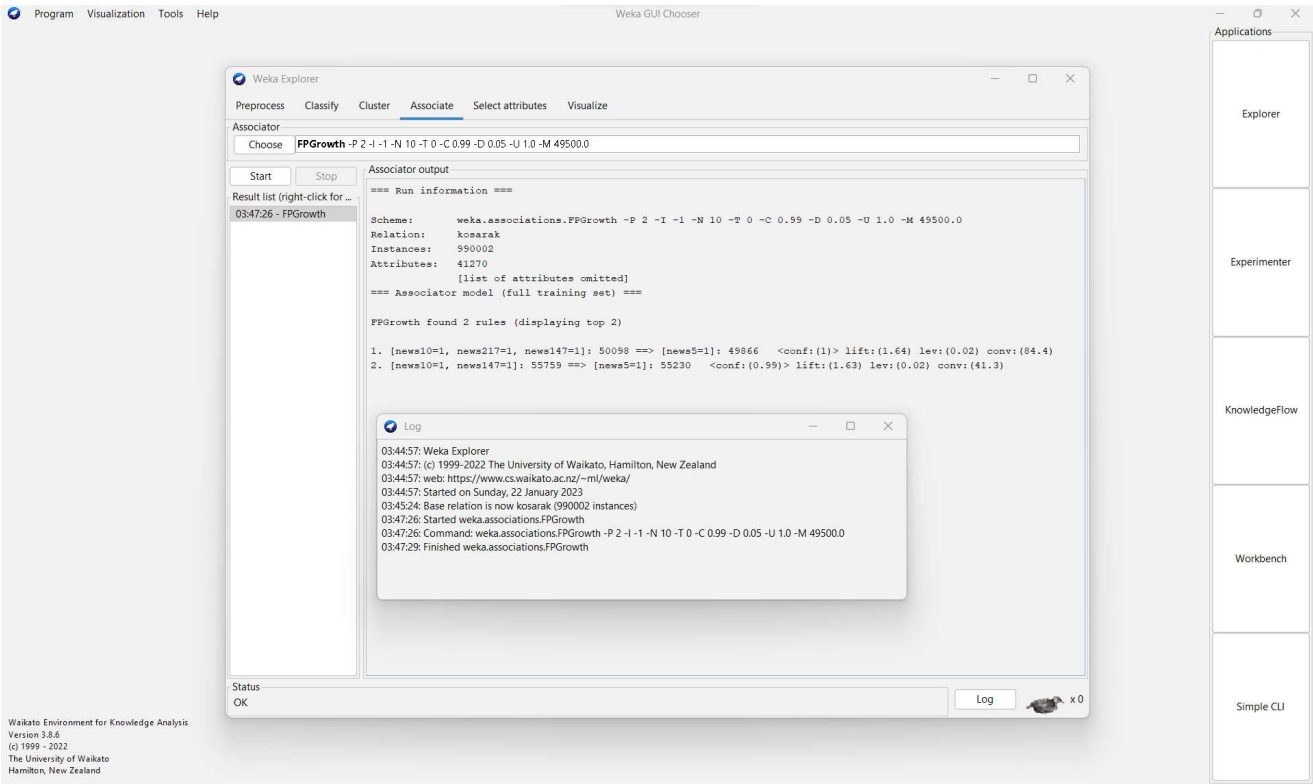 Program Visualization Tools Help
Weka GUI Chooser
Applications
Explorer
Experimenter
KnowledgeFlow
Workbench
Simple CLI
Weka Explorer
Preprocess Classify Cluster Associate Select attributes Visualize
Associator
Choose FPGrowth -P 2 -I -1 -N 10 -T 0 -C 0.99 -D 0.05 -U 1.0 -M 49500.0
Start Stop
Result list (right-click for ...
03:47:26 - FPGrowth
Associator output
=== Run information ===
Scheme: weka.associations.FPGrowth -P 2 -I -1 -N 10 -T 0 -C 0.99 -D 0.05 -U 1.0 -M 49500.0
Relation: kosarak
Instances: 990002
Attributes: 41270
[list of attributes omitted]
=== Associator model (full training set) ===
FPGrowth found 2 rules (displaying top 2)
1. [news10=1, news217=1, news147=1]: 50098 ==> [news5=1]: 49866 <conf:(1)> lift:(1.64) lev:(0.02) conv:(84.4)
2. [news10=1, news147=1]: 55759 ==> [news5=1]: 55230 <conf:(0.99)> lift:(1.63) lev:(0.02) conv:(41.3)
Log
03:44:57: Weka Explorer
03:44:57: (c) 1999-2022 The University of Waikato, Hamilton, New Zealand
03:44:57: web: https://www.cs.waikato.ac.nz/~ml/weka/
03:44:57: Started on Sunday, 22 January 2023
03:45:24: Base relation is now kosarak (990002 instances)
03:47:26: Started weka.associations.FPGrowth
03:47:26: Command: weka.associations.FPGrowth -P 2 -I -1 -N 10 -T 0 -C 0.99 -D 0.05 -U 1.0 -M 49500.0
03:47:29: Finished weka.associations.FPGrowth
Status
OK
Log
x 0
Waikato Environment for Knowledge Analysis
Version 3.8.6
(c) 1999 - 2022
The University of Waikato
Hamilton, New Zealand